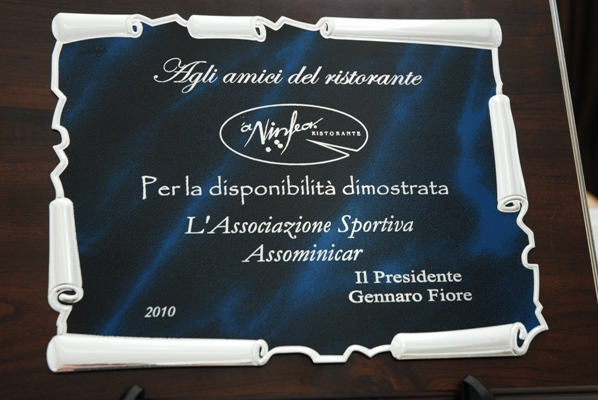 Agli amici del ristorante
'a Ninfea
RISTORANTE
Per la disponibilità dimostrata
L'Associazione Sportiva
Assominicar
Il Presidente
Gennaro Fiore
2010